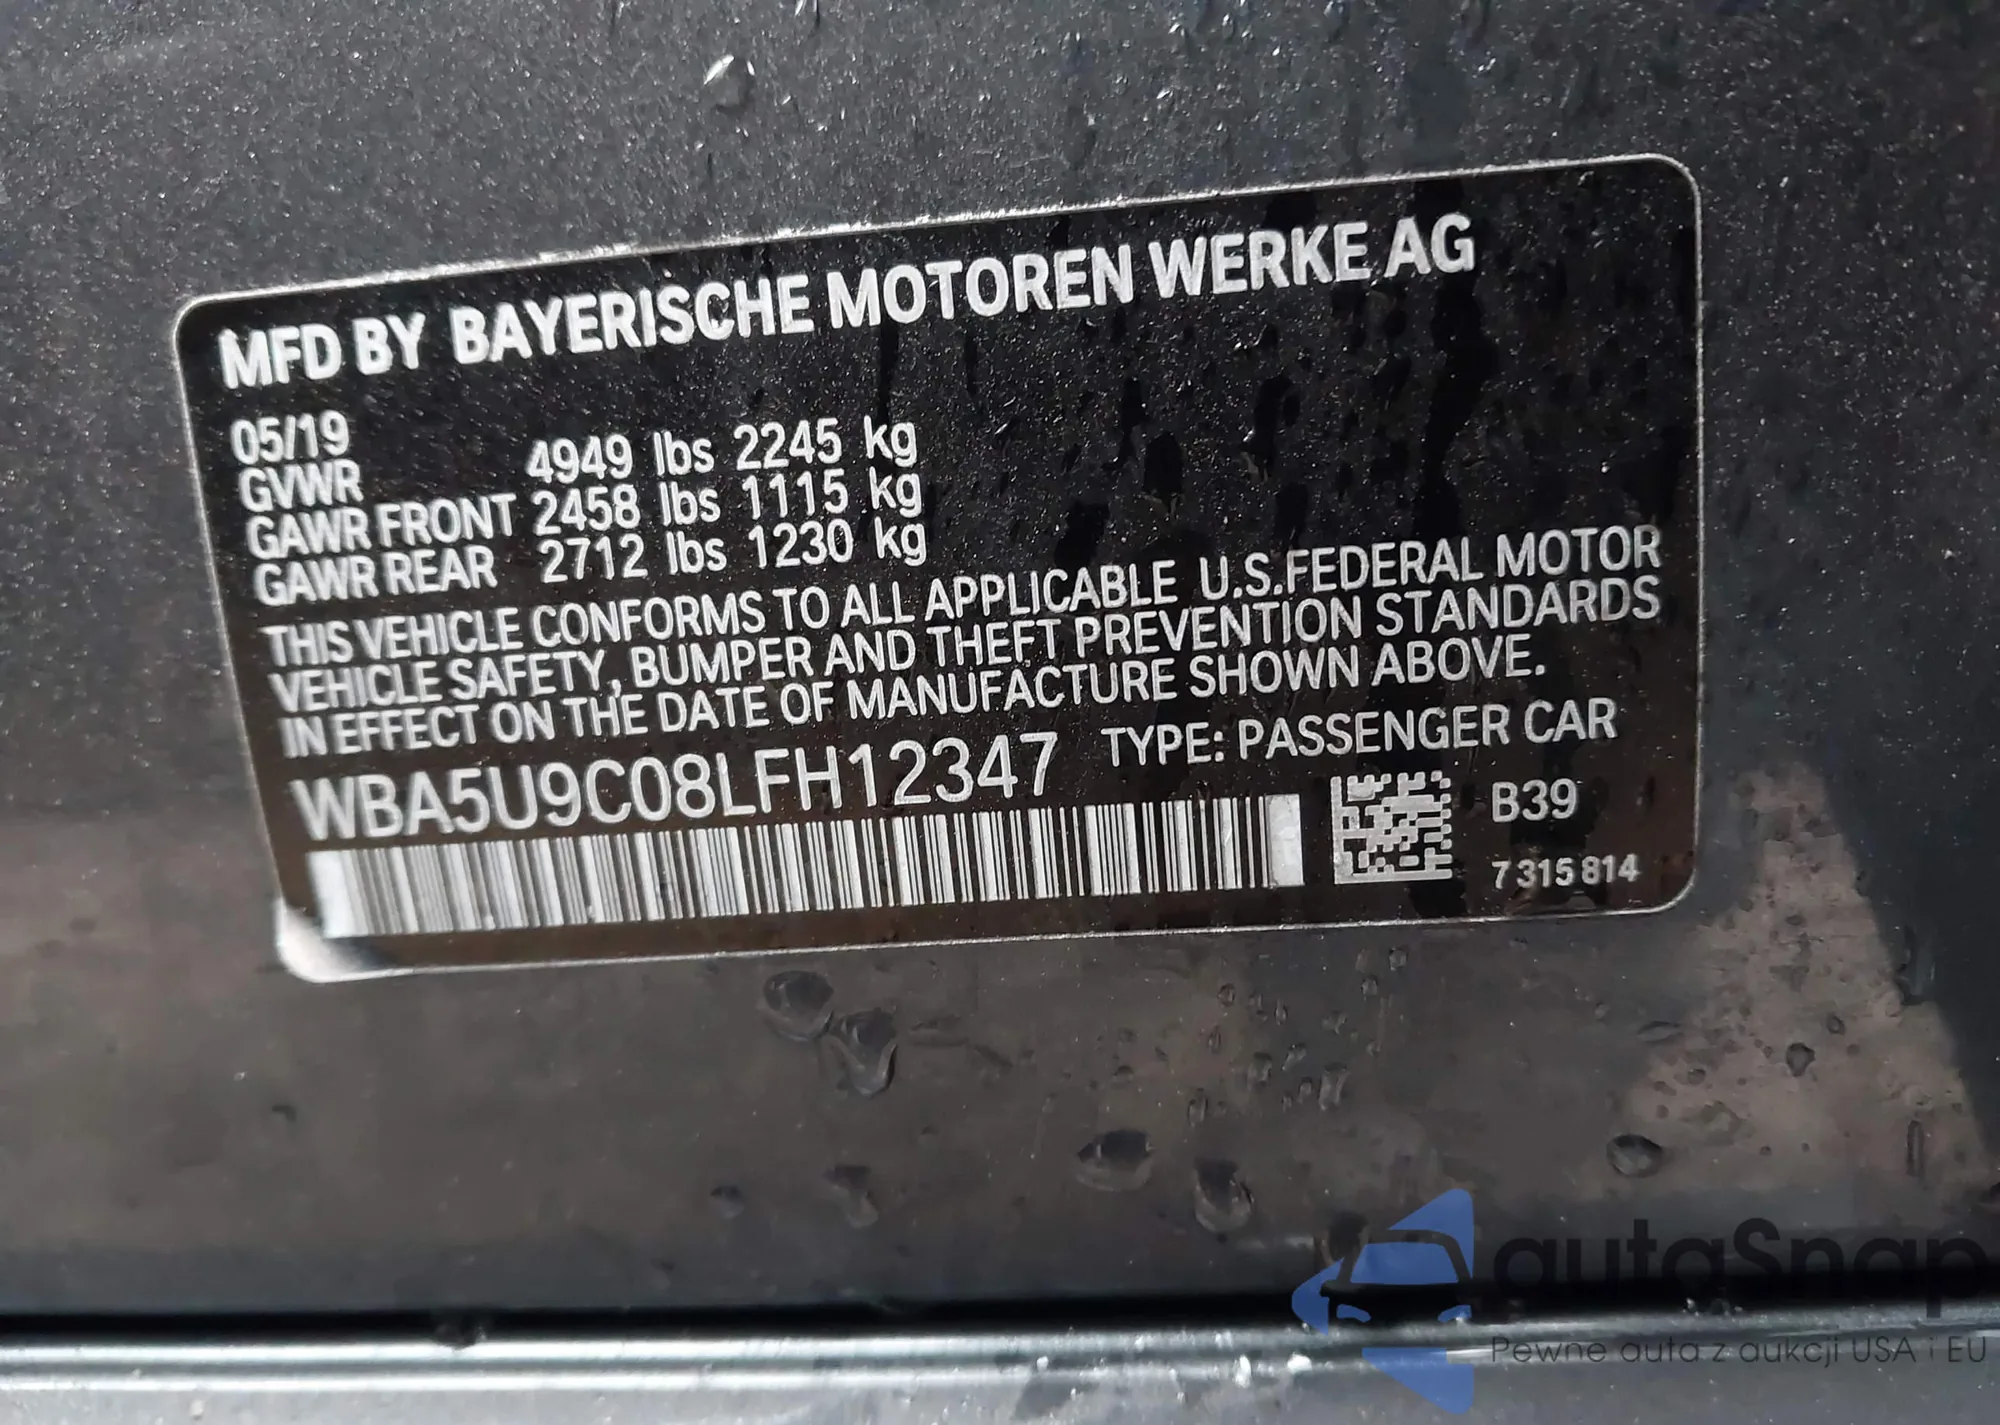 MFD BY BAYERISCHE MOTOREN WERKE AG
05/19
GVWR 4949 lbs 2245 kg
GAWR FRONT 2458 lbs 1115 kg
GAWR REAR 2712 lbs 1230 kg
THIS VEHICLE CONFORMS TO ALL APPLICABLE U.S.FEDERAL MOTOR
VEHICLE SAFETY, BUMPER AND THEFT PREVENTION STANDARDS
IN EFFECT ON THE DATE OF MANUFACTURE SHOWN ABOVE.
WBA5U9C08LFH12347 TYPE: PASSENGER CAR
B39
7 315 814
autaSnap
Pewne auta z aukcji USA i EU